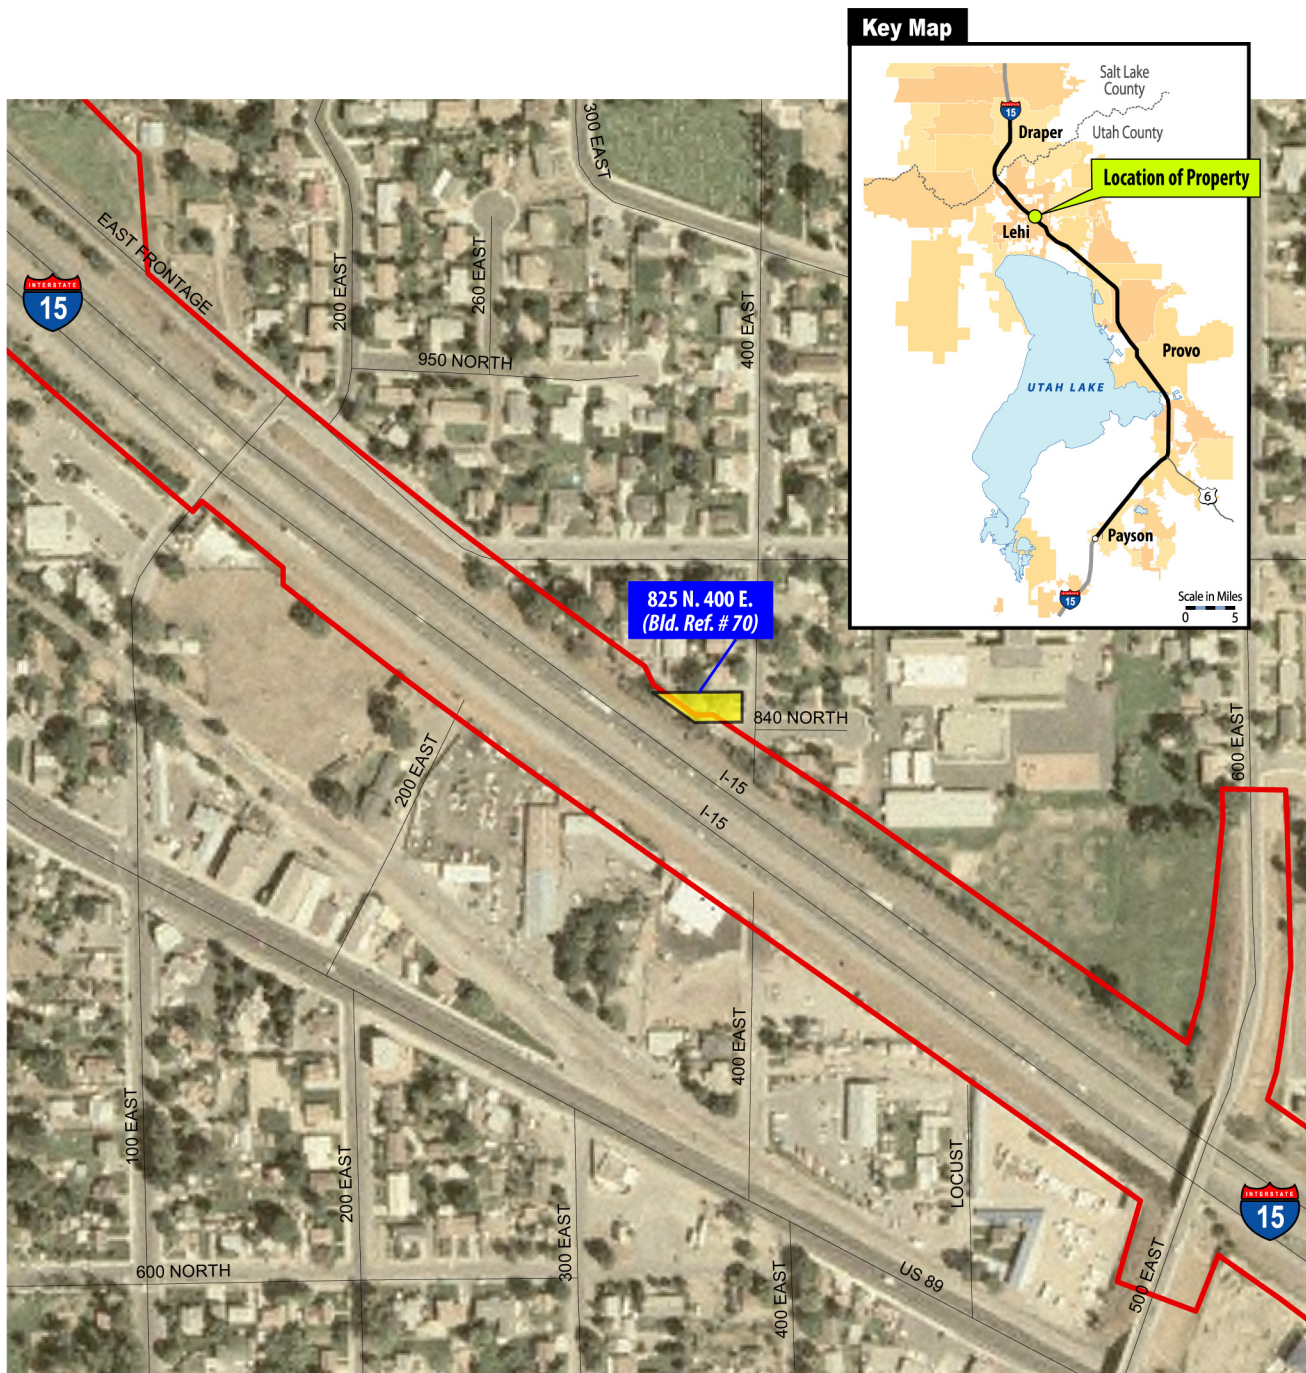 Key Map
Salt Lake
County
INTERSTATE
15
Draper
Utah County
Location of Property
Lehi
Provo
UTAH LAKE
6
Payson
INTERSTATE
15
Scale in Miles
0 5
300 EAST
EAST FRONTAGE
INTERSTATE
15
200 EAST
260 EAST
400 EAST
950 NORTH
825 N. 400 E.
(Bld. Ref. # 70)
840 NORTH
600 EAST
200 EAST
I-15
I-15
100 EAST
200 EAST
400 EAST
LOCUST
300 EAST
600 NORTH
400 EAST
US 89
500 EAST
INTERSTATE
15